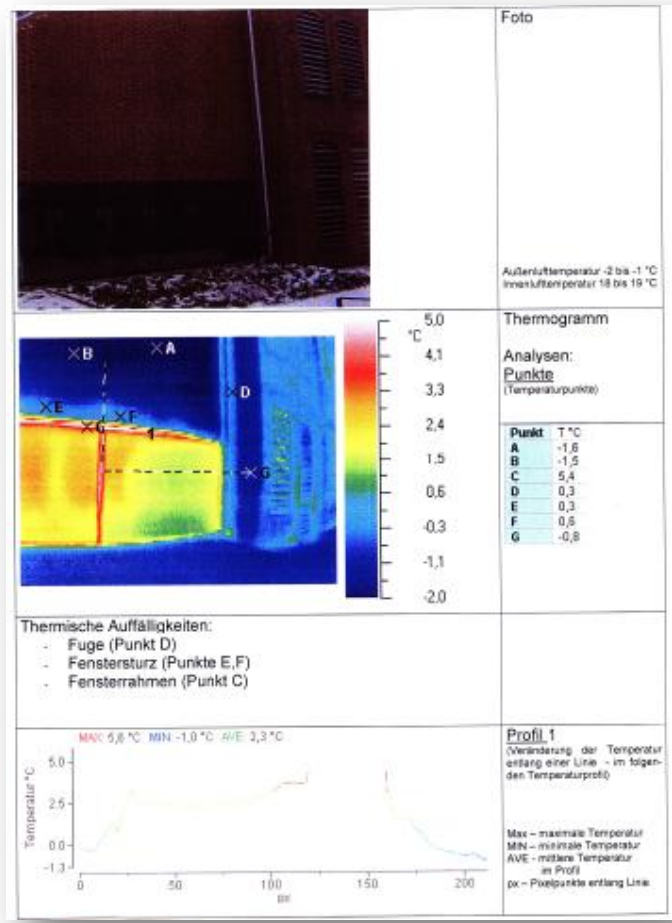 Foto
Außenlufttemperatur -2 bis -1 °C
Innenlufttemperatur 18 bis 19 °C
B
A
D
E
F
G
1
G
°C
5,0
4,1
3,3
2,4
1,5
0,6
-0,3
-1,1
-2,0
Thermogramm
Analysen:
Punkte
(Temperaturpunkte)
Punkt T °C
A -1,6
B -1,5
C 5,4
D 0,3
E 0,3
F 0,6
G -0,8
Thermische Auffälligkeiten:
- Fuge (Punkt D)
- Fenstersturz (Punkte E,F)
- Fensterrahmen (Punkt C)
MAX: 5,6 °C MIN: -1,0 °C AVE: 2,3 °C
Temperatur °C
5,0
2,5
0,0
-1,3
0 50 100 150 200
px
Profil 1
(Veränderung der Temperatur
entlang einer Linie - im folgen-
den Temperaturprofil)
Max – maximale Temperatur
MIN – minimale Temperatur
AVE - mittlere Temperatur
im Profil
px – Pixelpunkte entlang Linie